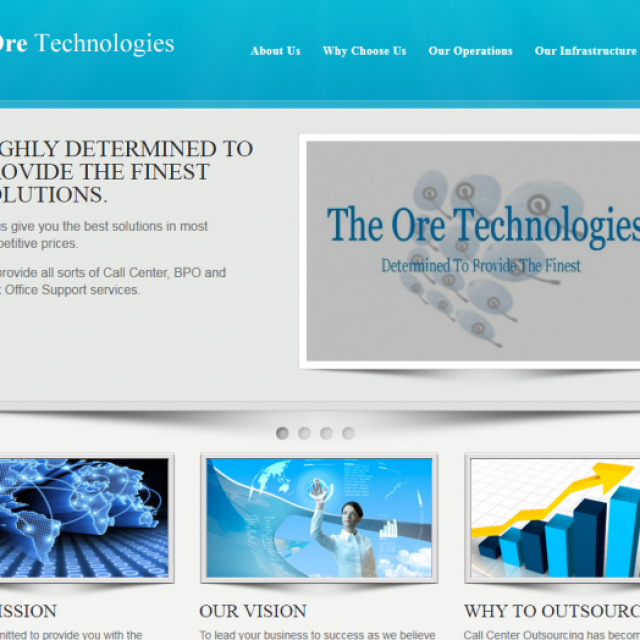 Ore Technologies
About Us Why Choose Us Our Operations Our Infrastructure
GHLY DETERMINED TO
OVIDE THE FINEST
OLUTIONS.
s give you the best solutions in most
petitive prices.
provide all sorts of Call Center, BPO and
Office Support services.
The Ore Technologies
Determined To Provide The Finest
ISSION
mitted to provide you with the
OUR VISION
To lead your business to success as we believe
WHY TO OUTSOURC
Call Center Outsourcing has becom